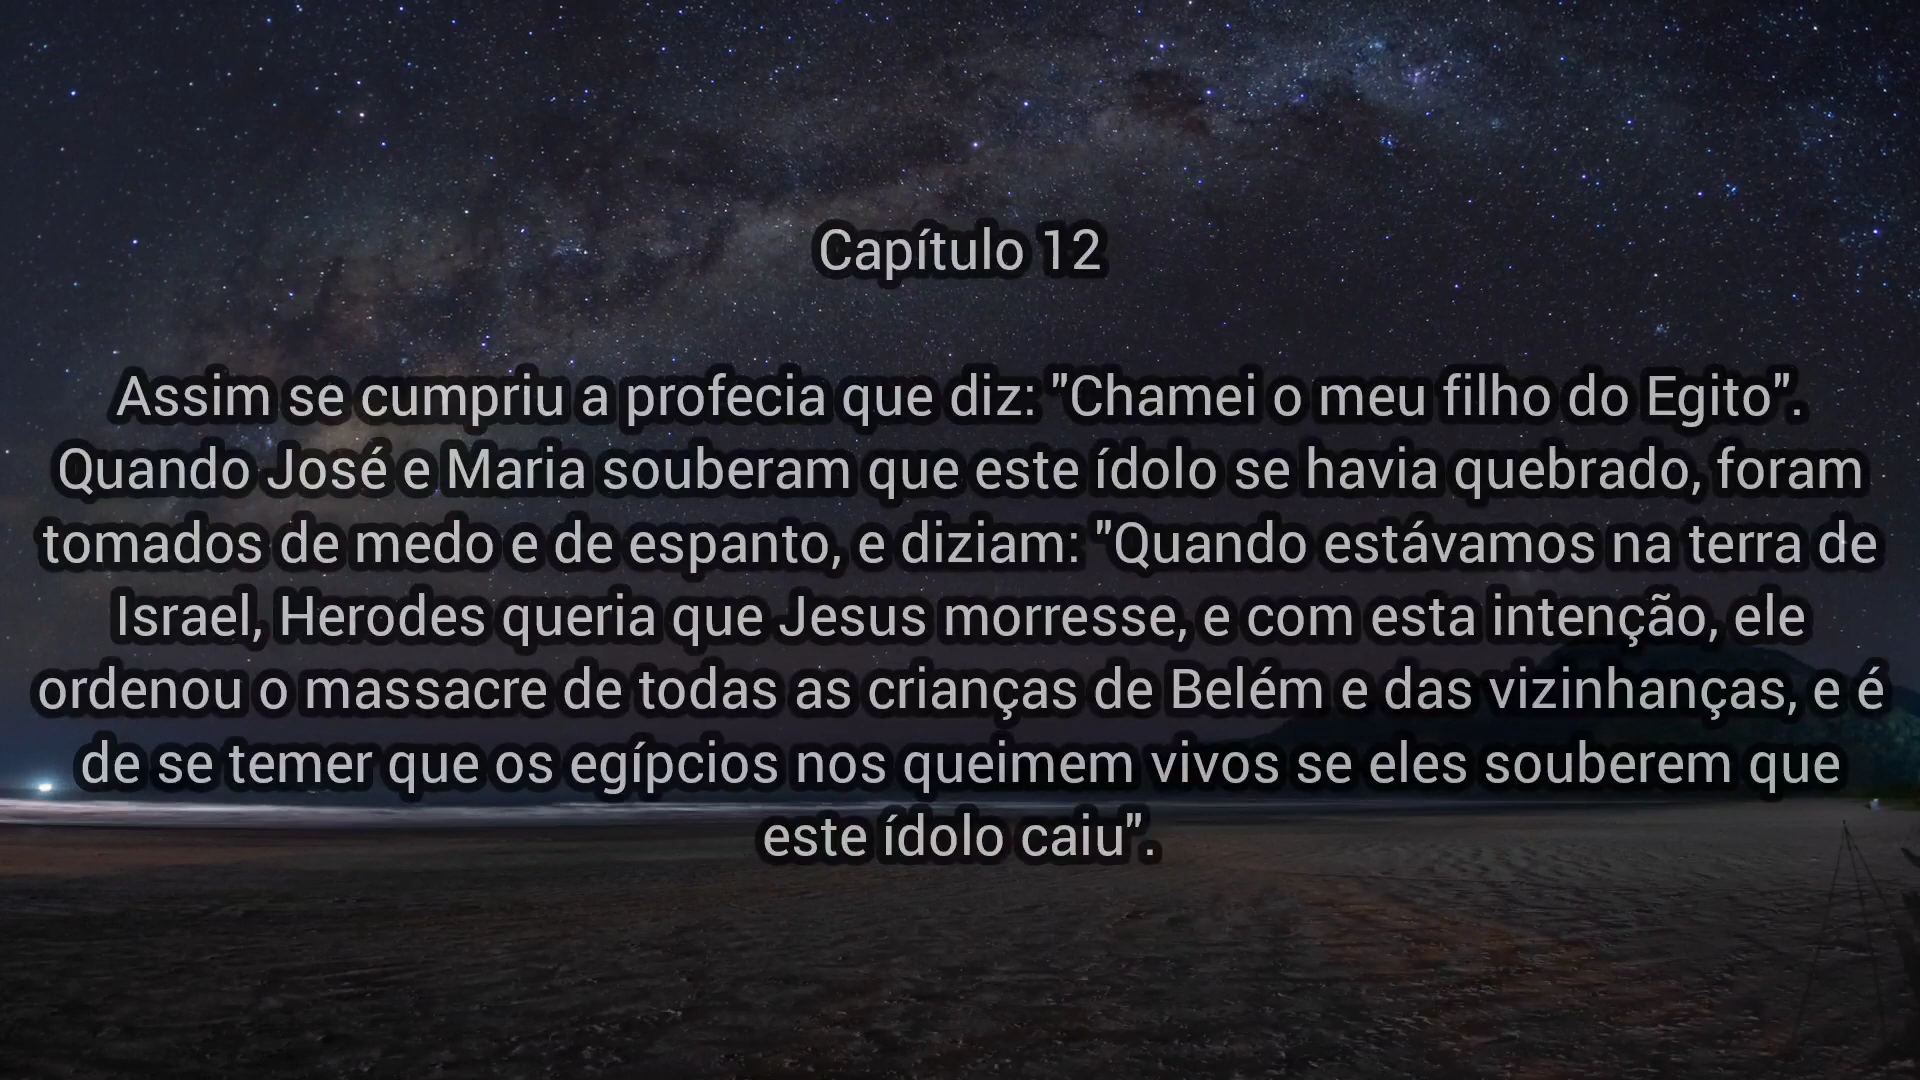 Capítulo 12
Assim se cumpriu a profecia que diz: "Chamei o meu filho do Egito".
Quando José e Maria souberam que este ídolo se havia quebrado, foram
tomados de medo e de espanto, e diziam: "Quando estávamos na terra de
Israel, Herodes queria que Jesus morresse, e com esta intenção, ele
ordenou o massacre de todas as crianças de Belém e das vizinhanças, e é
de se temer que os egípcios nos queimem vivos se eles souberem que
este ídolo caiu".